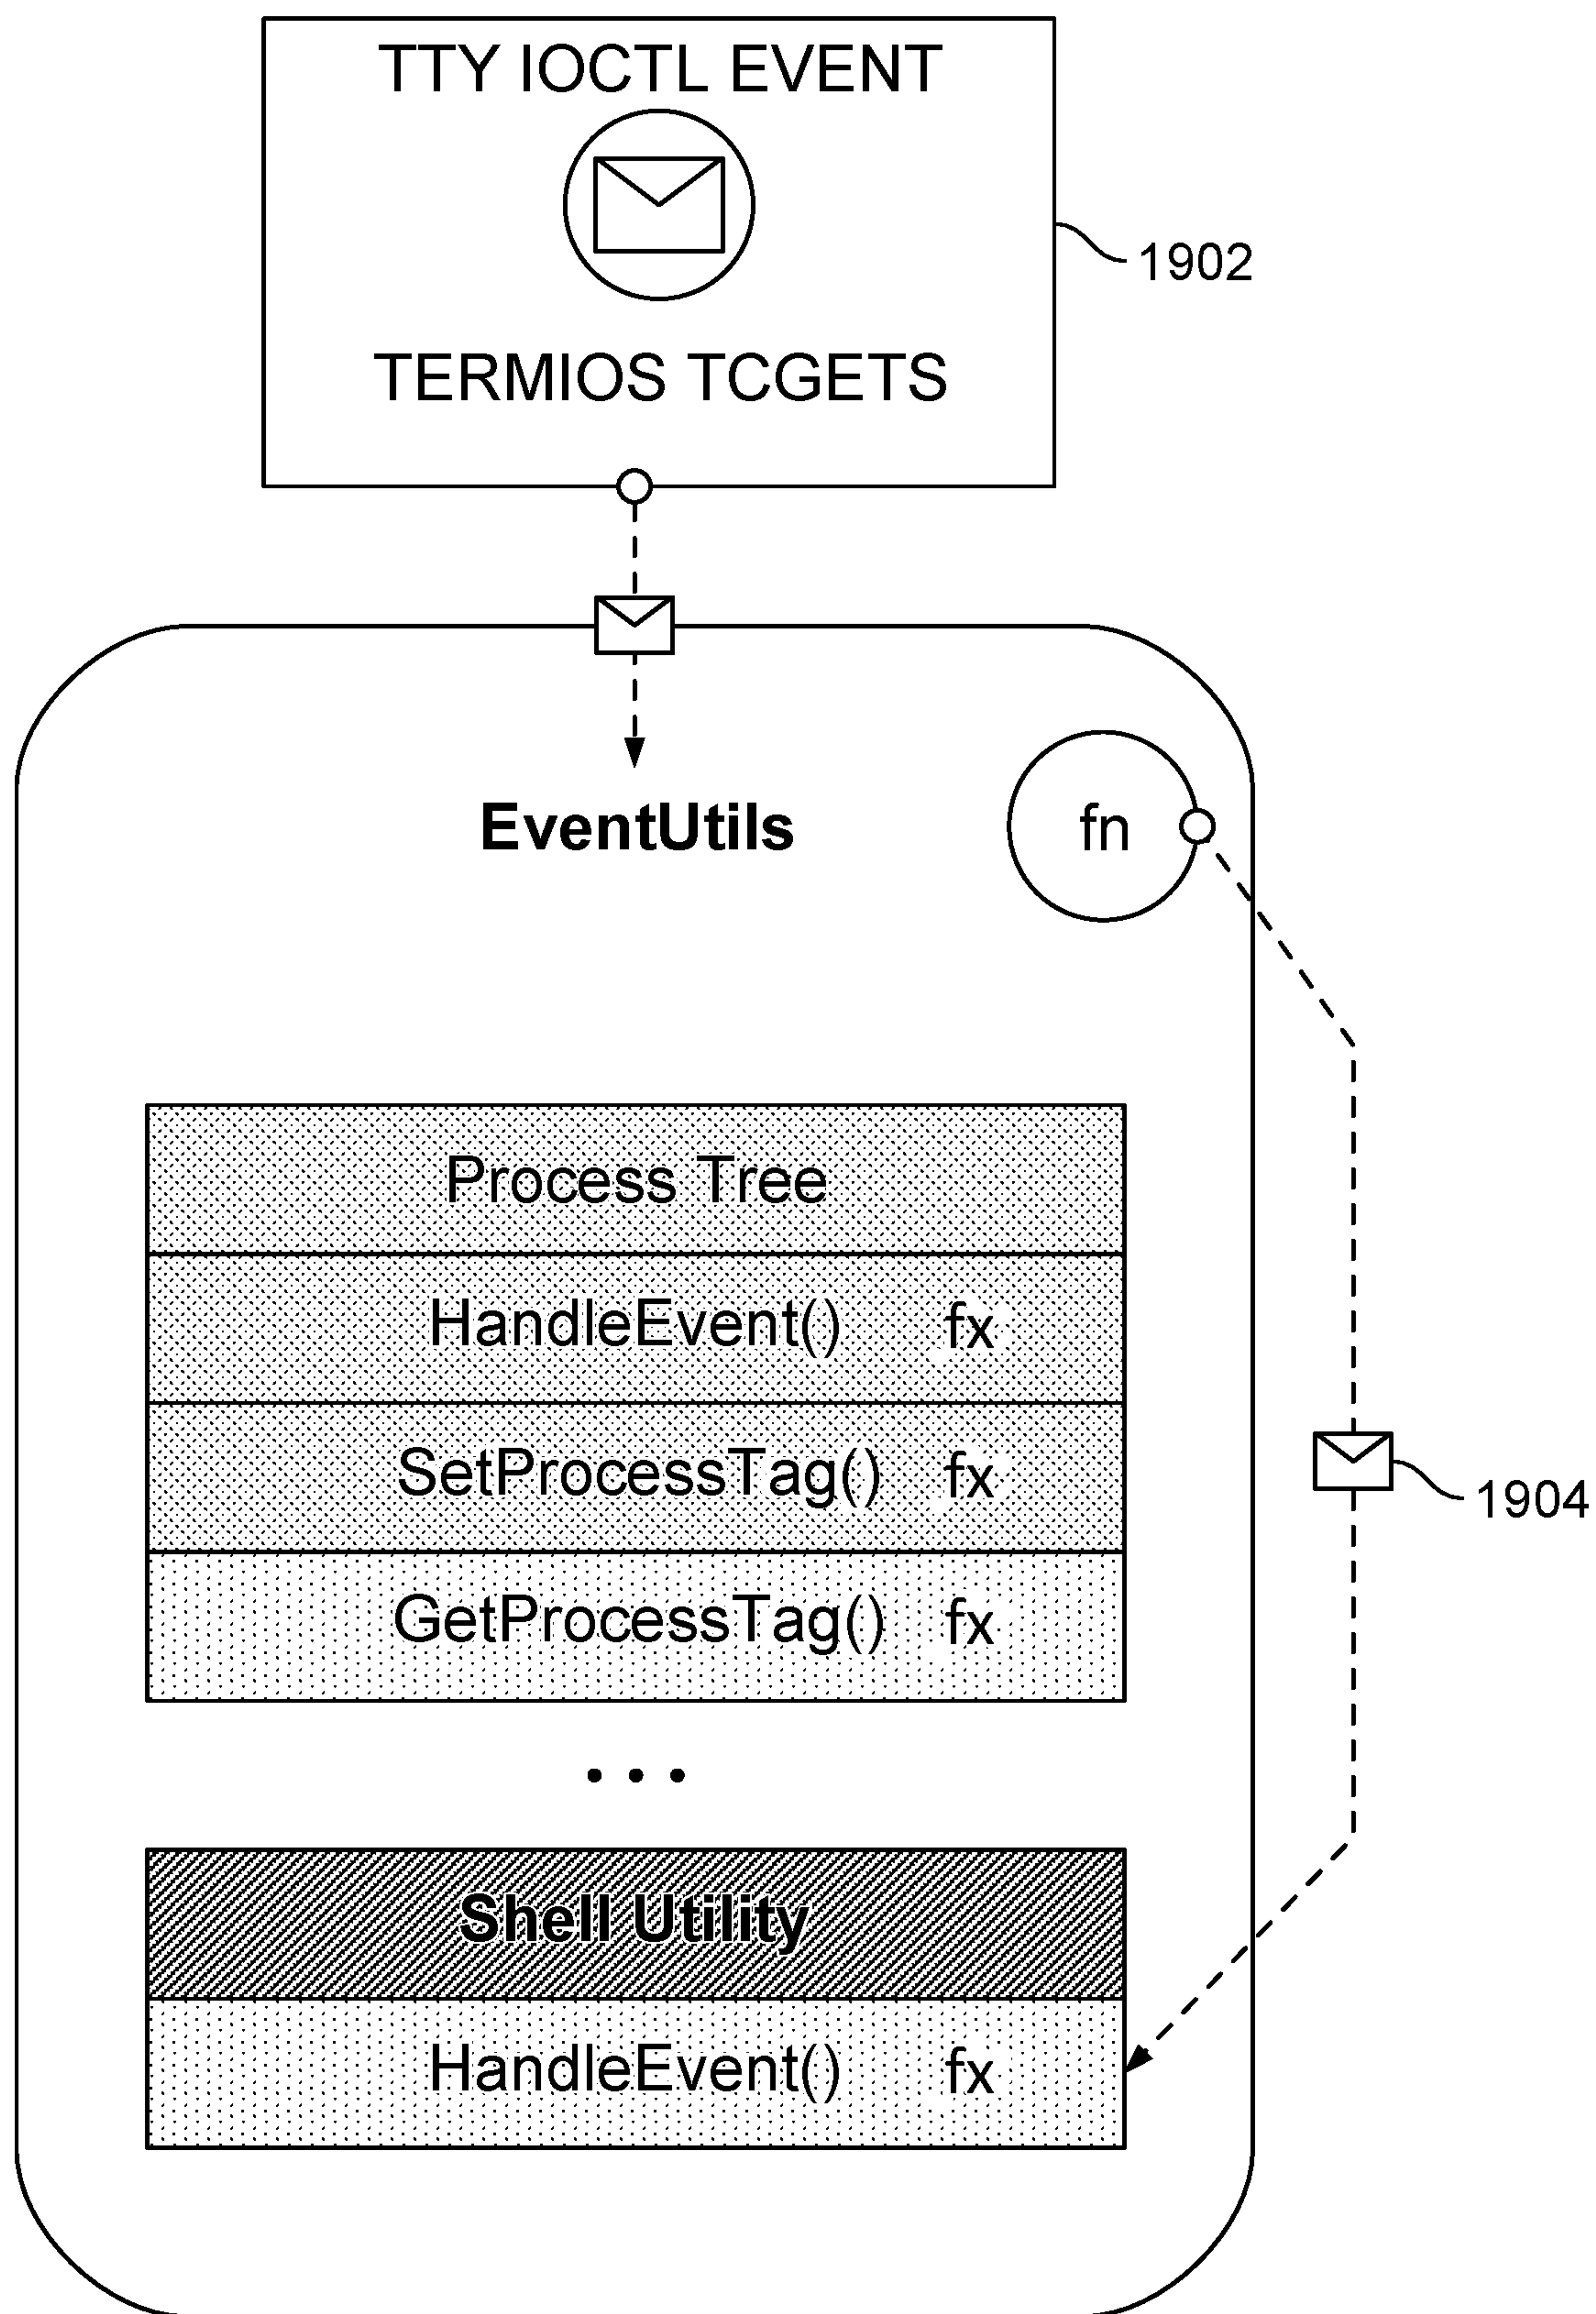 TTY IOCTL EVENT
TERMIOS TCGETS
1902
EventUtils
fn
Process Tree
HandleEvent() fx
SetProcessTag() fx
1904
GetProcessTag() fx
...
Shell Utility
HandleEvent() fx